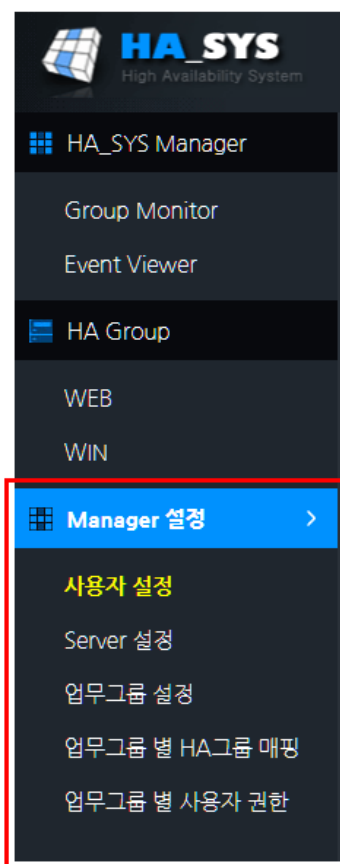 HA_SYS
High Availability System
HA_SYS Manager
Group Monitor
Event Viewer
HA Group
WEB
WIN
Manager 설정
사용자 설정
Server 설정
업무그룹 설정
업무그룹 별 HA그룹 매핑
업무그룹 별 사용자 권한